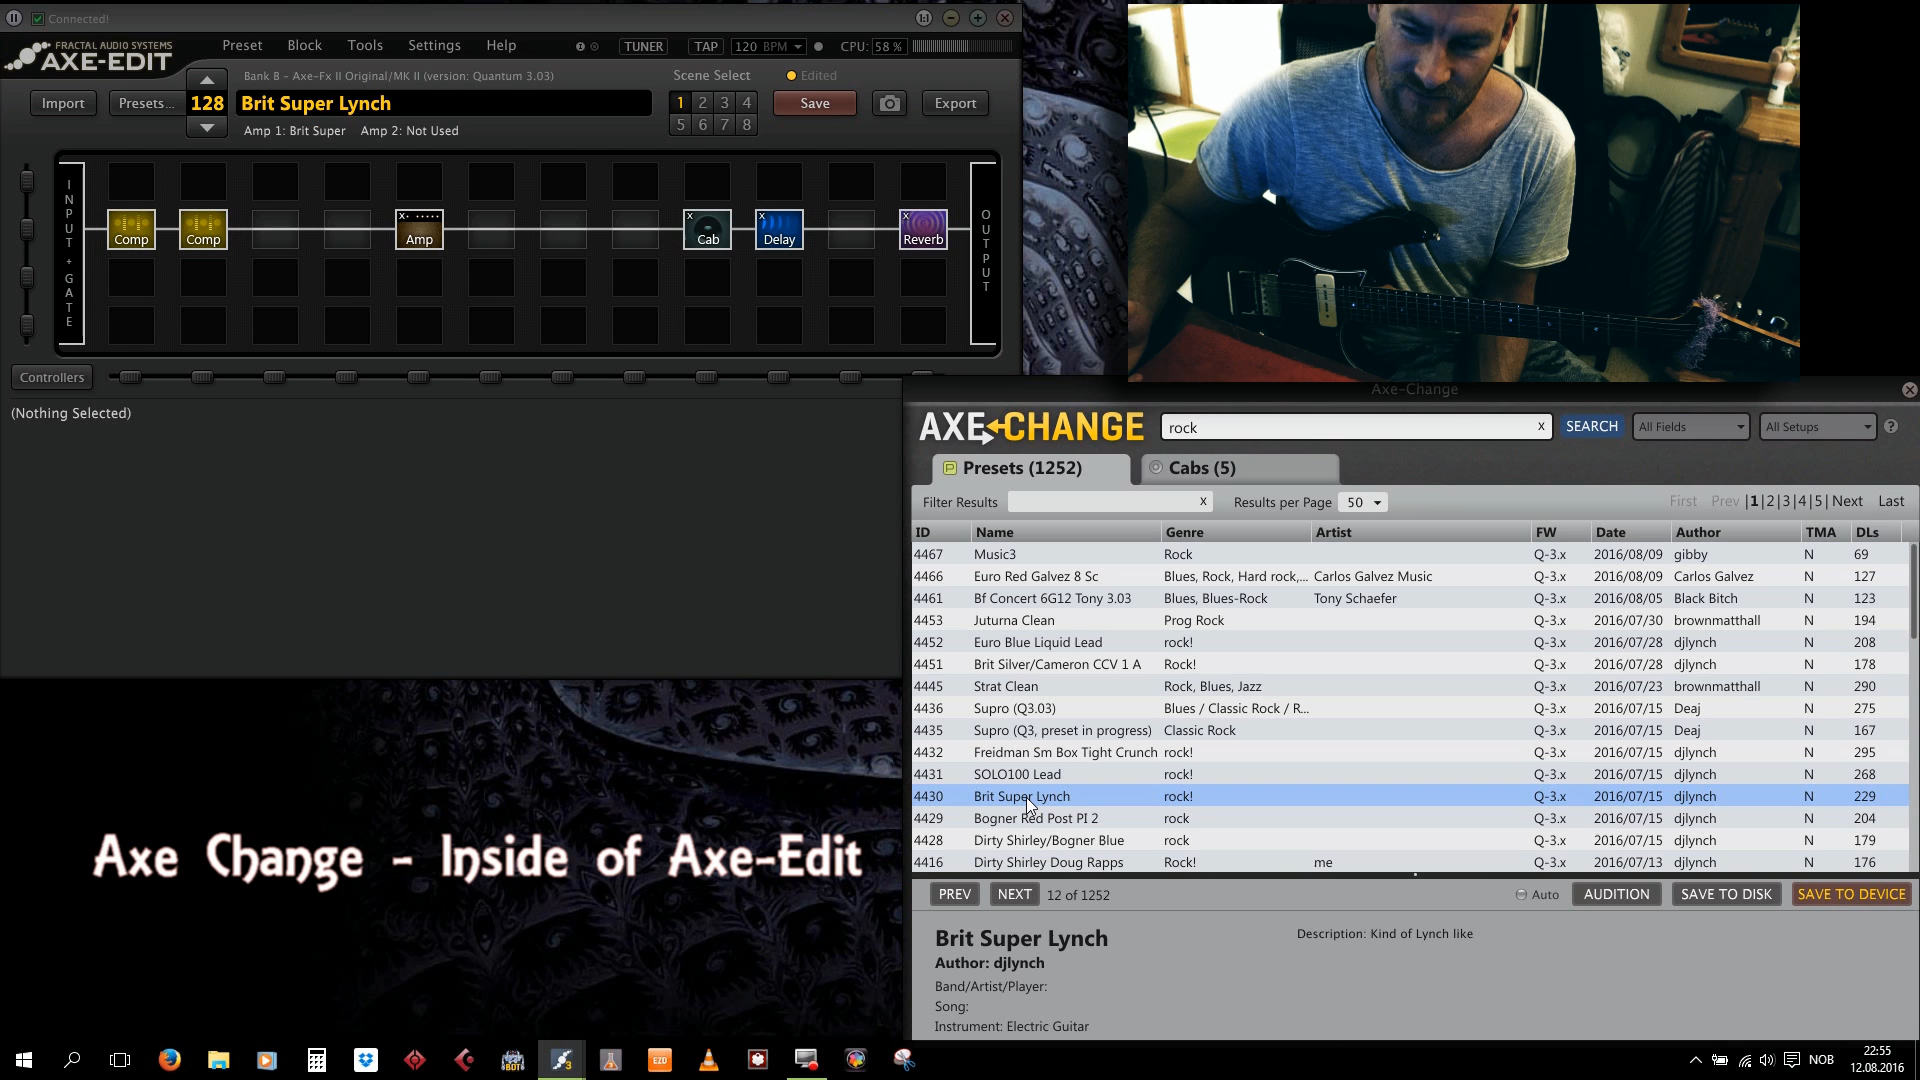 Connected!
1:1
FRACTAL AUDIO SYSTEMS
AXE-EDIT
Preset Block Tools Settings Help
TUNER TAP 120 BPM CPU: 58 %
Bank B - Axe-Fx II Original/MK II (version: Quantum 3.03)
Scene Select Edited
Import Presets... 128 Brit Super Lynch 1 2 3 4 Save Export
5 6 7 8
Amp 1: Brit Super Amp 2: Not Used
INPUT + GATE
Comp Comp Amp Cab Delay Reverb
OUTPUT
Controllers
(Nothing Selected)
Axe-Change
AXE CHANGE rock x SEARCH All Fields All Setups ?
P Presets (1252) Cabs (5)
Filter Results x Results per Page 50 First Prev |1|2|3|4|5| Next Last
ID Name Genre Artist FW Date Author TMA DLs
4467 Music3 Rock Q-3.x 2016/08/09 gibby N 69
4466 Euro Red Galvez 8 Sc Blues, Rock, Hard rock,... Carlos Galvez Music Q-3.x 2016/08/09 Carlos Galvez N 127
4461 Bf Concert 6G12 Tony 3.03 Blues, Blues-Rock Tony Schaefer Q-3.x 2016/08/05 Black Bitch N 123
4453 Juturna Clean Prog Rock Q-3.x 2016/07/30 brownmatthall N 194
4452 Euro Blue Liquid Lead rock! Q-3.x 2016/07/28 djlynch N 208
4451 Brit Silver/Cameron CCV 1 A Rock! Q-3.x 2016/07/28 djlynch N 178
4445 Strat Clean Rock, Blues, Jazz Q-3.x 2016/07/23 brownmatthall N 290
4436 Supro (Q3.03) Blues / Classic Rock / R... Q-3.x 2016/07/15 Deaj N 275
4435 Supro (Q3, preset in progress) Classic Rock Q-3.x 2016/07/15 Deaj N 167
4432 Freidman Sm Box Tight Crunch rock! Q-3.x 2016/07/15 djlynch N 295
4431 SOLO100 Lead rock! Q-3.x 2016/07/15 djlynch N 268
4430 Brit Super Lynch rock! Q-3.x 2016/07/15 djlynch N 229
4429 Bogner Red Post PI 2 rock Q-3.x 2016/07/15 djlynch N 204
4428 Dirty Shirley/Bogner Blue rock Q-3.x 2016/07/15 djlynch N 179
4416 Dirty Shirley Doug Rapps Rock! me Q-3.x 2016/07/13 djlynch N 176
PREV NEXT 12 of 1252 Auto AUDITION SAVE TO DISK SAVE TO DEVICE
Brit Super Lynch
Description: Kind of Lynch like
Author: djlynch
Band/Artist/Player:
Song:
Instrument: Electric Guitar
Axe Change - Inside of Axe-Edit
BOT 3 EZD NOB
22:55
12.08.2016